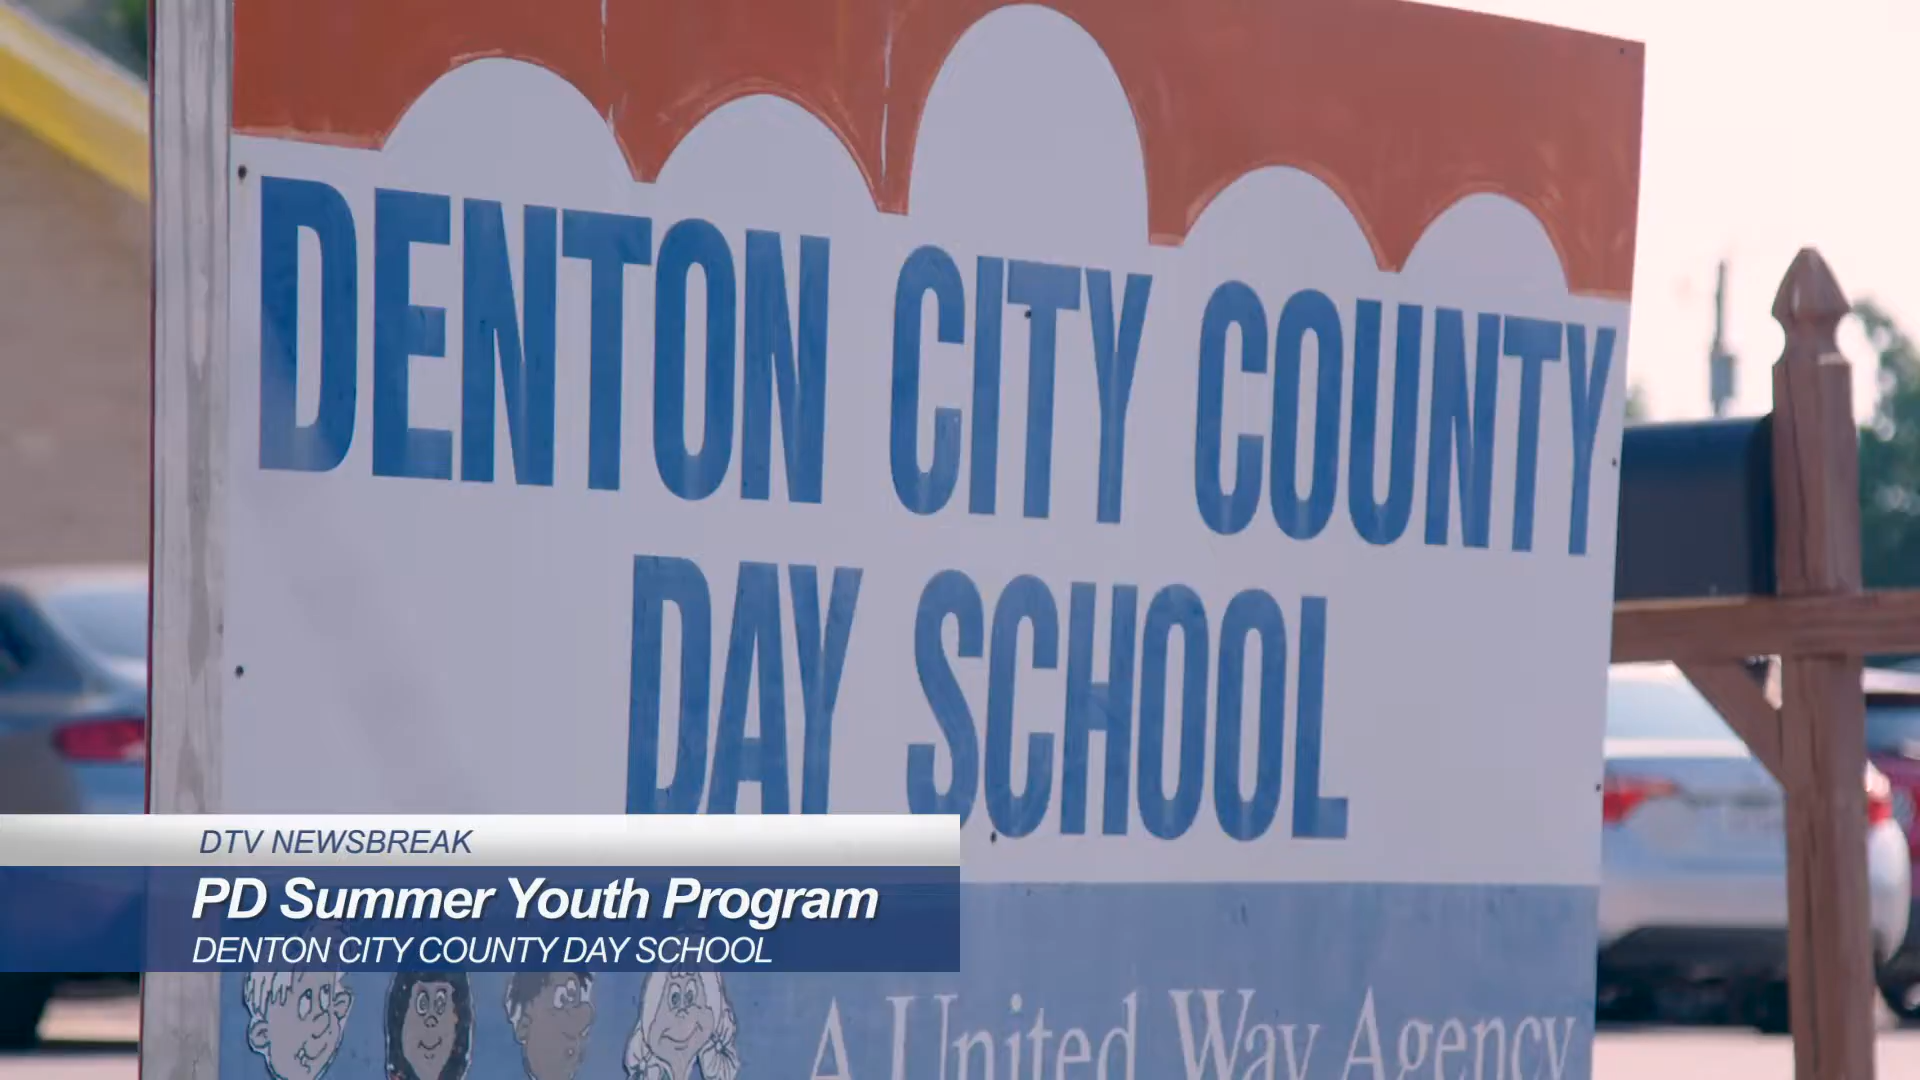 DENTON CITY COUNTY
DAY SCHOOL
DTV NEWSBREAK
PD Summer Youth Program
DENTON CITY COUNTY DAY SCHOOL
A United Way Agency